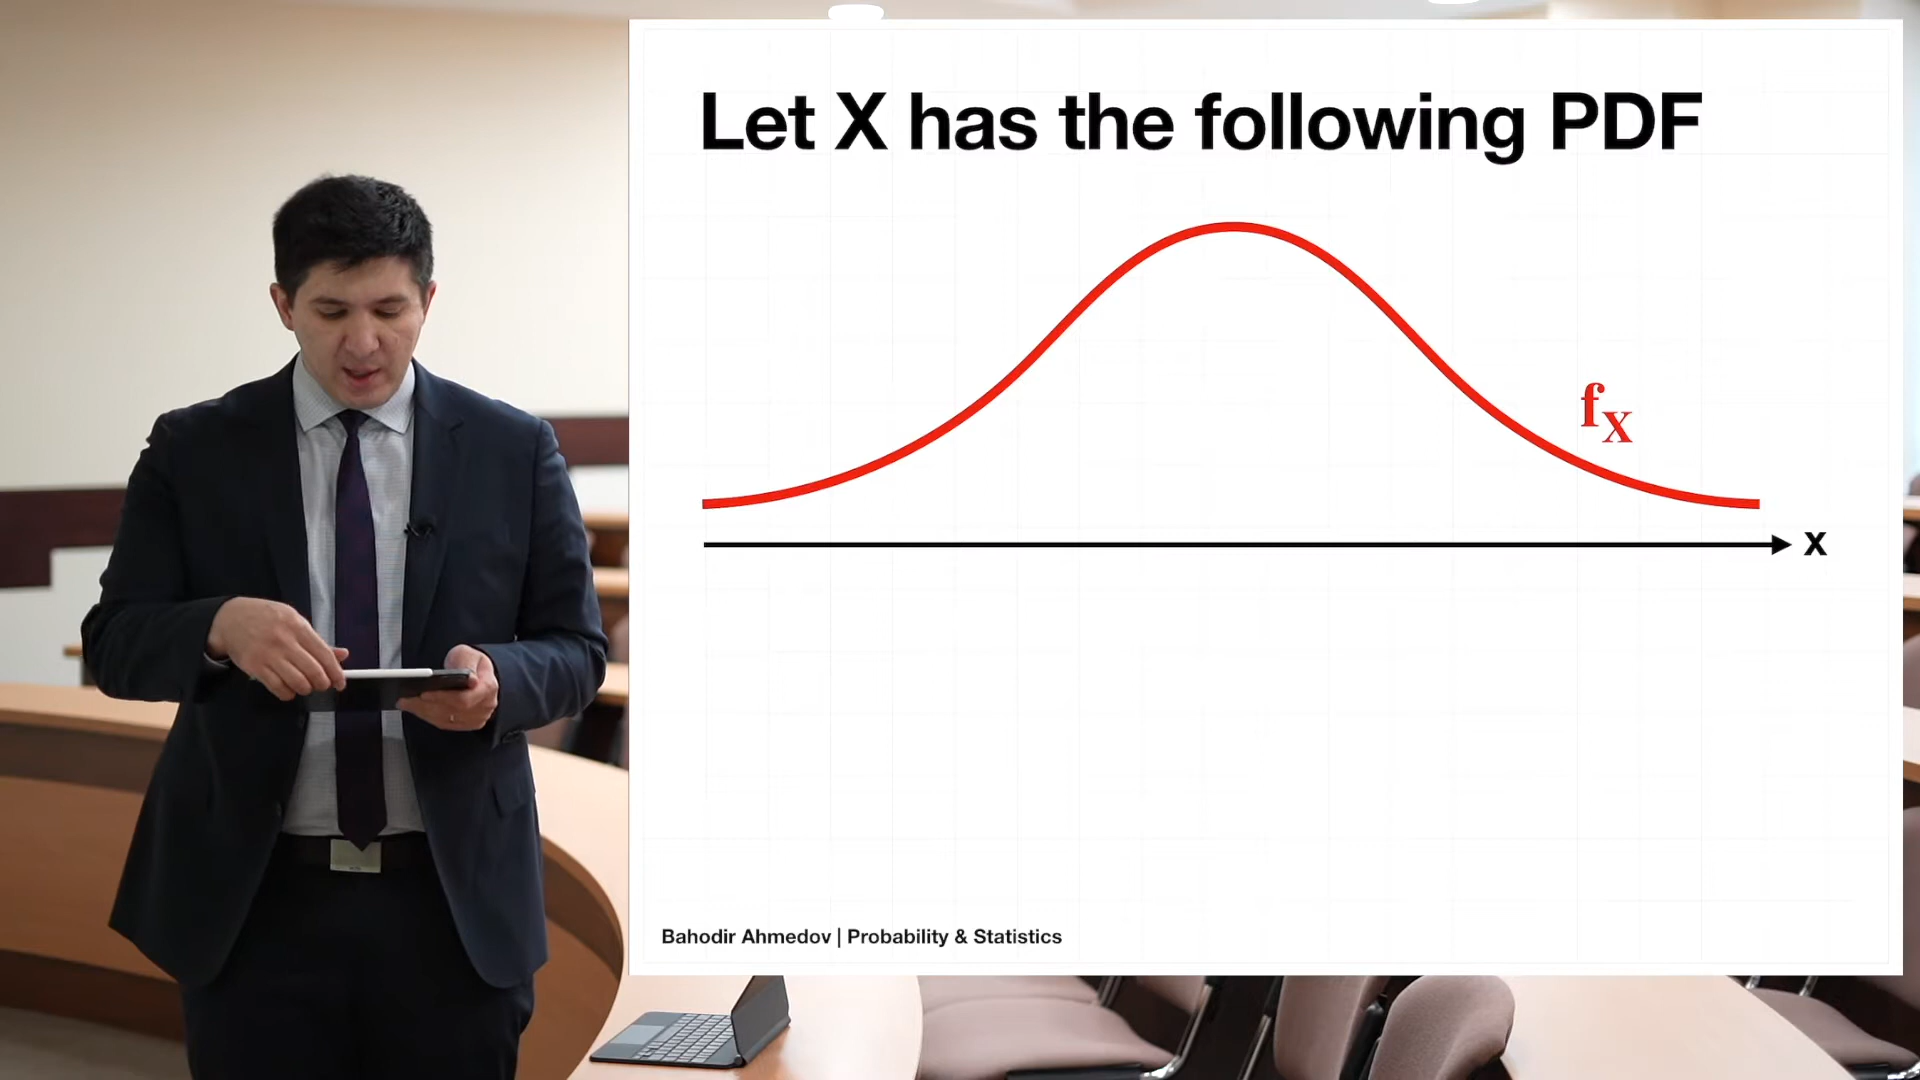 Let X has the following PDF
fX
x
Bahodir Ahmedov | Probability & Statistics